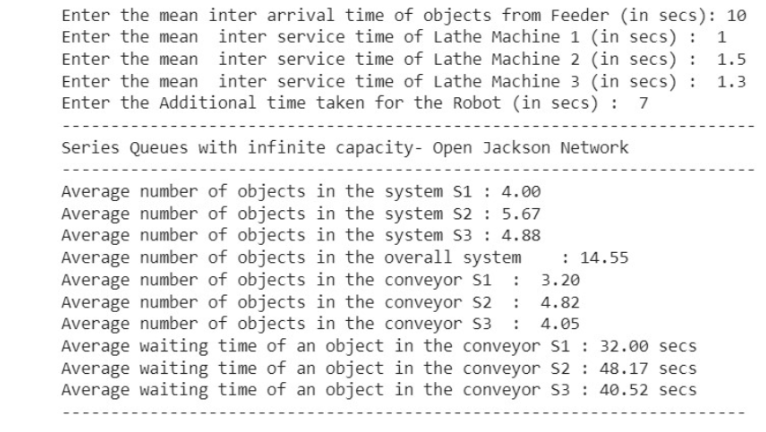 Enter the mean inter arrival time of objects from Feeder (in secs): 10
Enter the mean  inter service time of Lathe Machine 1 (in secs) :  1
Enter the mean  inter service time of Lathe Machine 2 (in secs) :  1.5
Enter the mean  inter service time of Lathe Machine 3 (in secs) :  1.3
Enter the Additional time taken for the Robot (in secs) :  7
----------------------------------------------------------------------
Series Queues with infinite capacity- Open Jackson Network
----------------------------------------------------------------------
Average number of objects in the system S1 : 4.00
Average number of objects in the system S2 : 5.67
Average number of objects in the system S3 : 4.88
Average number of objects in the overall system    : 14.55
Average number of objects in the conveyor S1  :  3.20
Average number of objects in the conveyor S2  :  4.82
Average number of objects in the conveyor S3  :  4.05
Average waiting time of an object in the conveyor S1 : 32.00 secs
Average waiting time of an object in the conveyor S2 : 48.17 secs
Average waiting time of an object in the conveyor S3 : 40.52 secs
----------------------------------------------------------------------